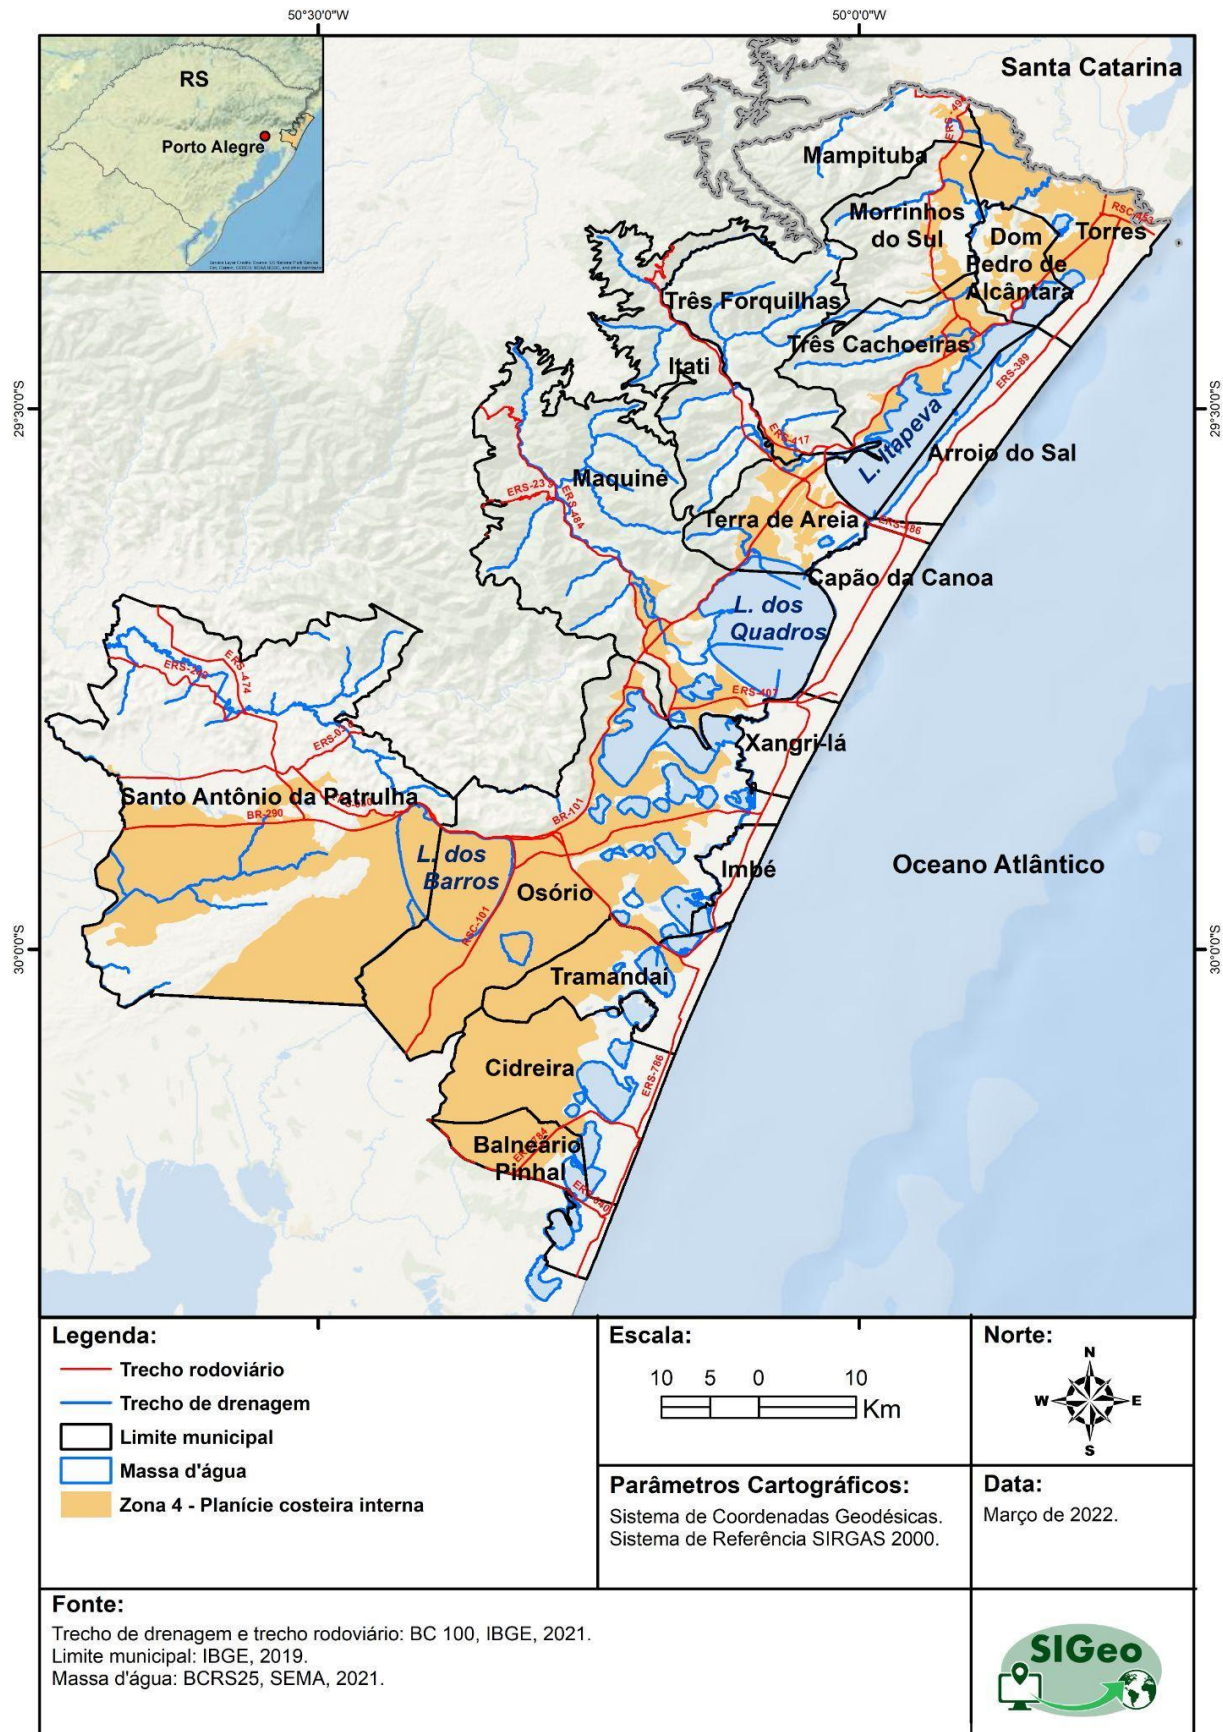 50°30'0"W
50°0'0"W
RS
Porto Alegre
Santa Catarina
Mampituba
Morrinhos
do Sul
Dom
Pedro de
Alcântara
Torres
Três Forquilhas
Três Cachoeiras
Itati
ERS-389
29°30'0"S
29°30'0"S
ERS-417
L. Itapeva
Arroio do Sal
Maquiné
ERS-484
Terra de Areia
ERS-486
Capão da Canoa
L. dos
Quadros
ERS-474
ERS-407
Xangri-lá
Santo Antônio da Patrulha
BR-290
BR-101
L. dos
Barros
Osório
Imbé
Oceano Atlântico
RSC-101
30°0'0"S
30°0'0"S
Tramandaí
Cidreira
ERS-786
Balneário
Pinhal
Legenda:
Trecho rodoviário
Trecho de drenagem
Limite municipal
Massa d'água
Zona 4 - Planície costeira interna
Escala:
10 5 0 10
Km
Norte:
N
W E
S
Parâmetros Cartográficos:
Sistema de Coordenadas Geodésicas.
Sistema de Referência SIRGAS 2000.
Data:
Março de 2022.
Fonte:
Trecho de drenagem e trecho rodoviário: BC 100, IBGE, 2021.
Limite municipal: IBGE, 2019.
Massa d'água: BCRS25, SEMA, 2021.
SIGeo